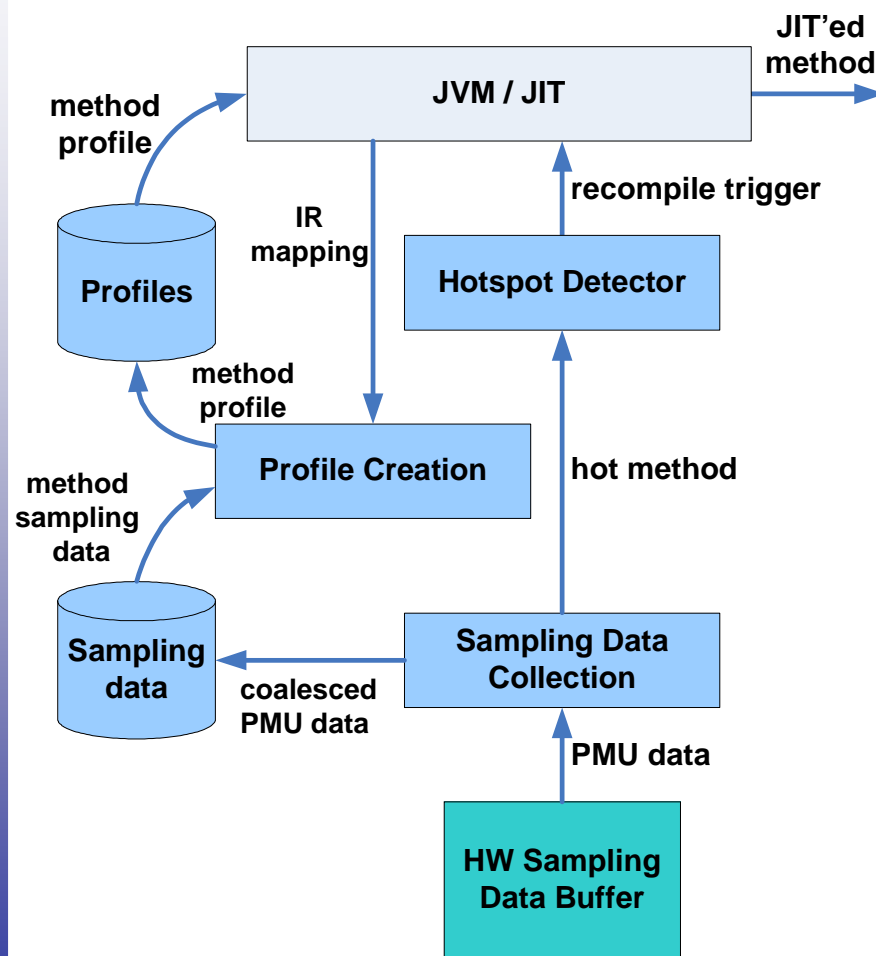 JIT'ed
method
JVM / JIT
method
profile
recompile trigger
IR
mapping
Hotspot Detector
Profiles
method
profile
Profile Creation
hot method
method
sampling
data
Sampling
data
Sampling Data
Collection
coalesced
PMU data
PMU data
HW Sampling
Data Buffer